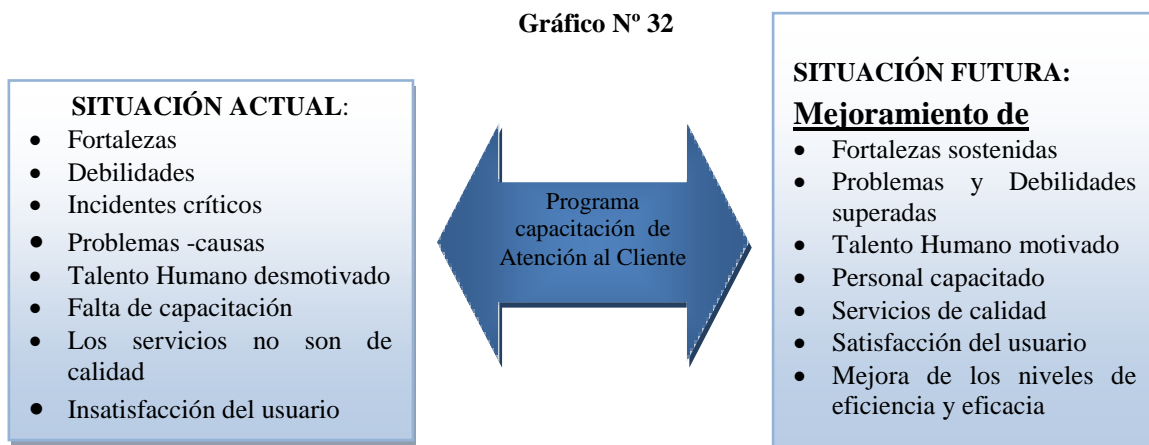 Gráfico Nº 32
SITUACIÓN ACTUAL:
• Fortalezas
• Debilidades
• Incidentes críticos
• Problemas -causas
• Talento Humano desmotivado
• Falta de capacitación
• Los servicios no son de
calidad
• Insatisfacción del usuario
Programa
capacitación de
Atención al Cliente
SITUACIÓN FUTURA:
Mejoramiento de
• Fortalezas sostenidas
• Problemas y Debilidades
superadas
• Talento Humano motivado
• Personal capacitado
• Servicios de calidad
• Satisfacción del usuario
• Mejora de los niveles de
eficiencia y eficacia